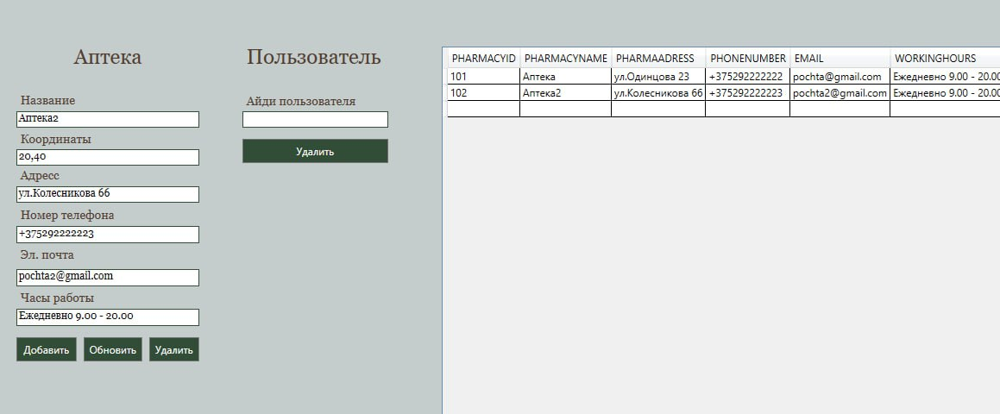 Аптека
Название
Аптека2
Координаты
20,40
Адресс
ул.Колесникова 66
Номер телефона
+375292222223
Эл. почта
pochta2@gmail.com
Часы работы
Ежедневно 9.00 - 20.00
Добавить Обновить Удалить
Пользователь
Айди пользователя
Удалить
PHARMACYID PHARMACYNAME PHARMAADRESS PHONENUMBER EMAIL WORKINGHOURS
101 Аптека ул.Одинцова 23 +375292222222 pochta@gmail.com Ежедневно 9.00 - 20.00
102 Аптека2 ул.Колесникова 66 +375292222223 pochta2@gmail.com Ежедневно 9.00 - 20.00